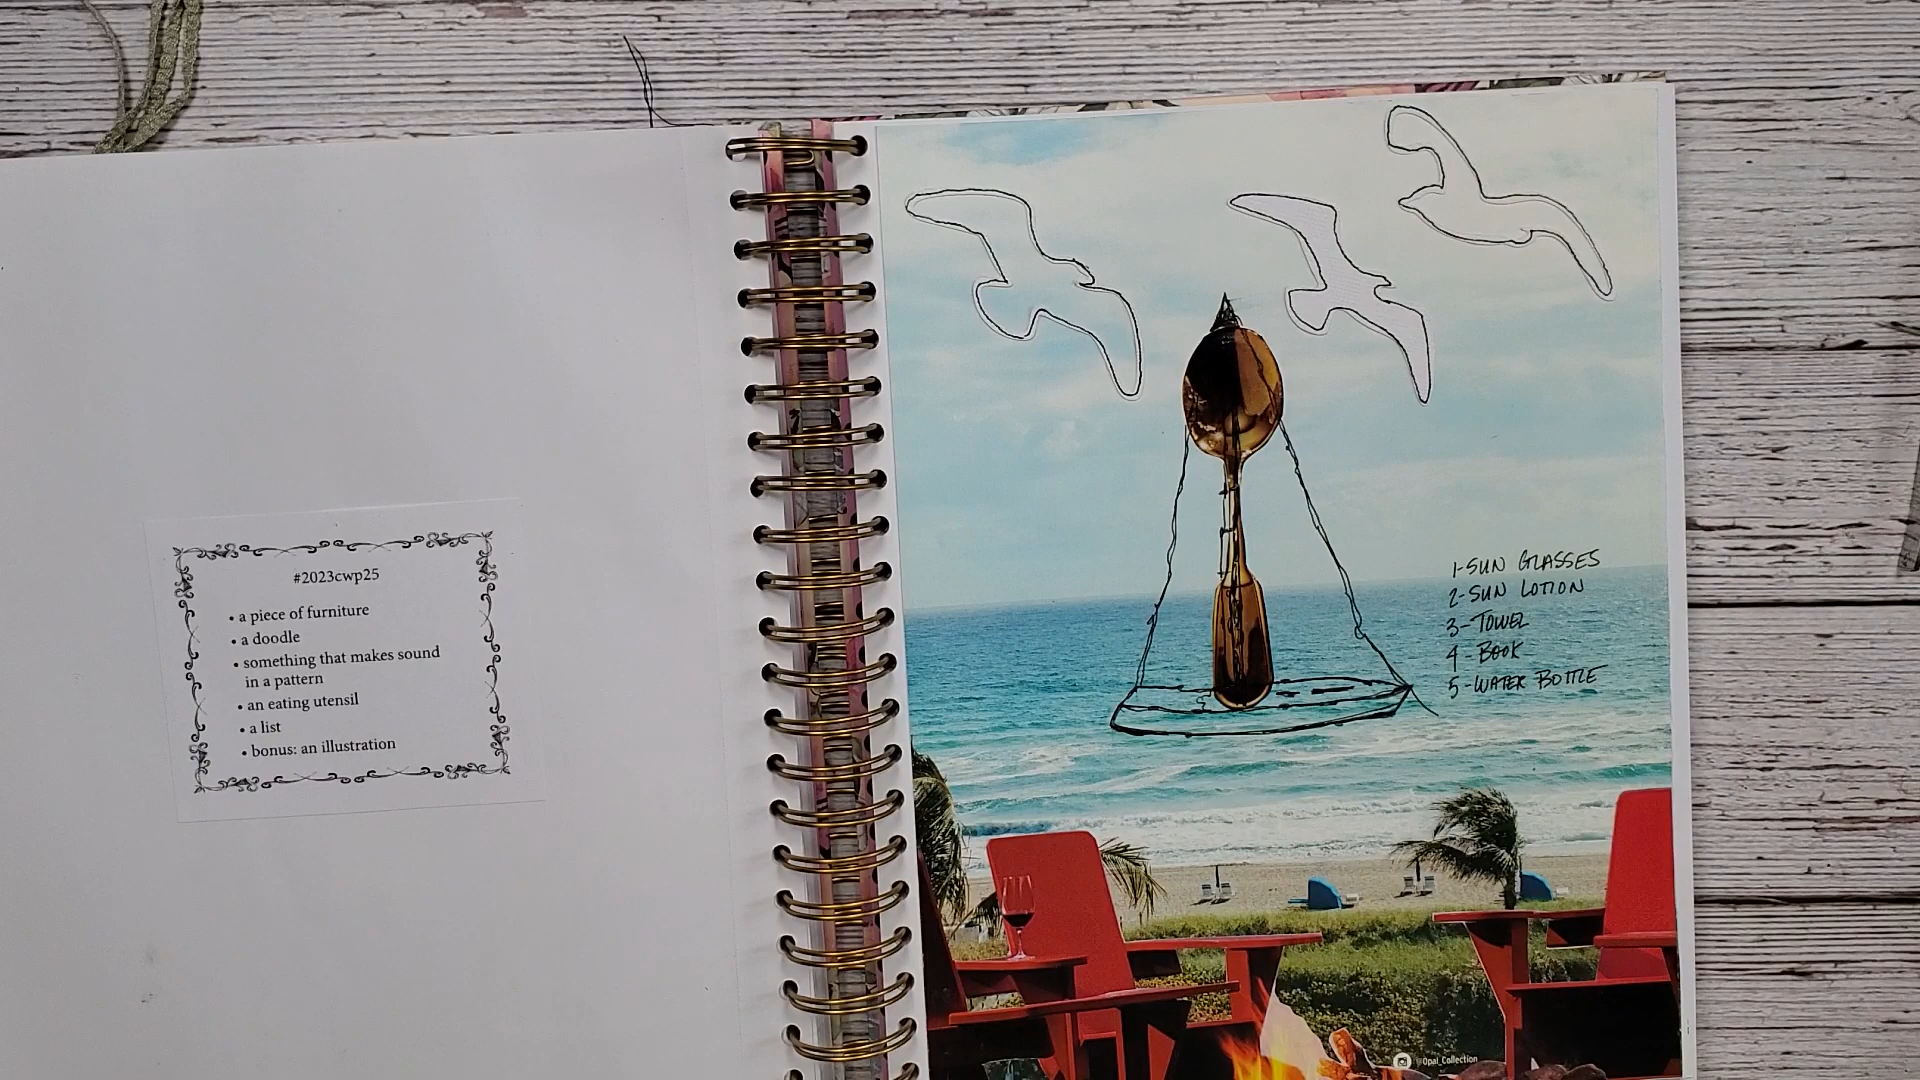 #2023cwp25
• a piece of furniture
• a doodle
• something that makes sound
in a pattern
• an eating utensil
• a list
• bonus: an illustration
1-SUN GLASSES
2-SUN LOTION
3-TOWEL
4-BOOK
5-WATER BOTTLE
@Opal_Collection